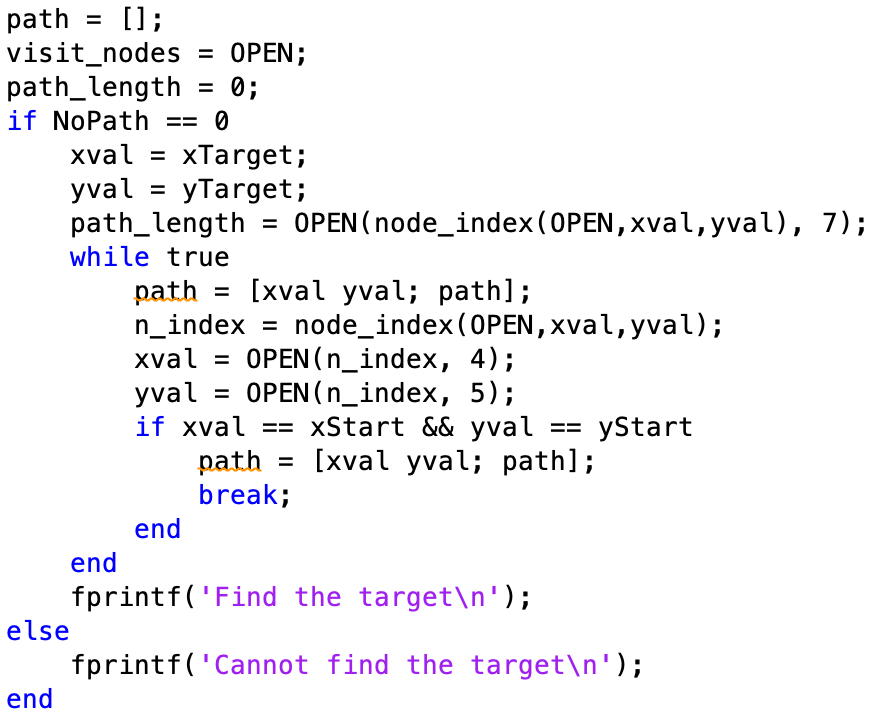 path = [];
visit_nodes = OPEN;
path_length = 0;
if NoPath == 0
    xval = xTarget;
    yval = yTarget;
    path_length = OPEN(node_index(OPEN,xval,yval), 7);
    while true
        path = [xval yval; path];
        n_index = node_index(OPEN,xval,yval);
        xval = OPEN(n_index, 4);
        yval = OPEN(n_index, 5);
        if xval == xStart && yval == yStart
            path = [xval yval; path];
            break;
        end
    end
    fprintf('Find the target\n');
else
    fprintf('Cannot find the target\n');
end